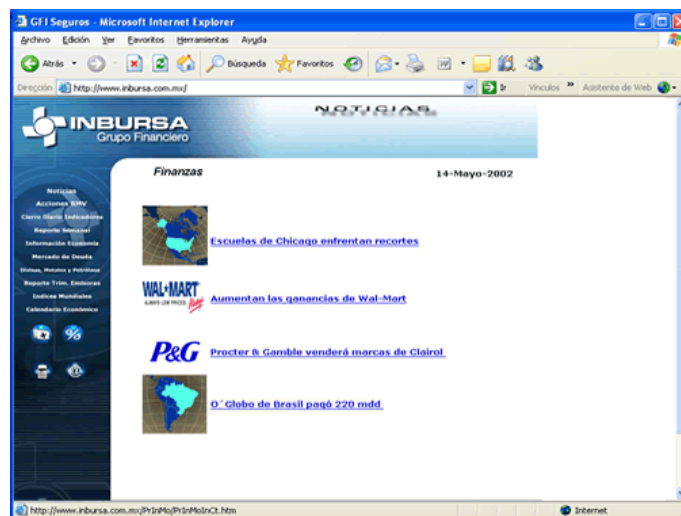 GFI Seguros - Microsoft Internet Explorer
Archivo Edición Ver Favoritos Herramientas Ayuda
Atrás Búsqueda Favoritos
Dirección http://www.inbursa.com.mx/ Ir Vínculos » Asistente de Web
INBURSA
Grupo Financiero
NOTICIAS
Finanzas 14-Mayo-2002
Noticias
Acciones BMV
Cierre Diario Indicadores
Reporte Semanal
Información Economía
Mercado de Deuda
Divisas, Metales y Petróleos
Reporte Trim. Emisoras
Indices Mundiales
Calendario Económico
Escuelas de Chicago enfrentan recortes
WAL★MART
ALWAYS LOW PRICES.
Aumentan las ganancias de Wal-Mart
P&G
Procter & Gamble venderá marcas de Clairol
O´Globo de Brasil pagó 220 mdd
http://www.inbursa.com.mx/PrInMo/PrInMoInCt.htm Internet